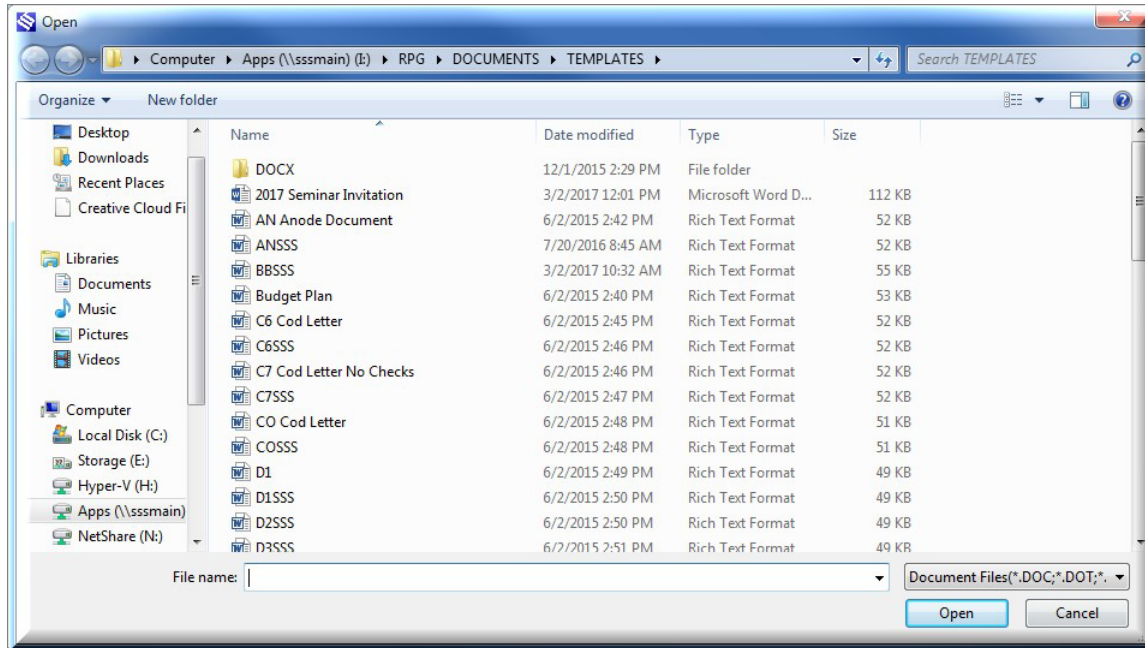 Open
Computer Apps (\\sssmain) (I:) RPG DOCUMENTS TEMPLATES Search TEMPLATES
Organize New folder
Desktop
Downloads
Recent Places
Creative Cloud Fi
Libraries
Documents
Music
Pictures
Videos
Computer
Local Disk (C:)
Storage (E:)
Hyper-V (H:)
Apps (\\sssmain)
NetShare (N:)
Name Date modified Type Size
DOCX 12/1/2015 2:29 PM File folder
2017 Seminar Invitation 3/2/2017 12:01 PM Microsoft Word D... 112 KB
AN Anode Document 6/2/2015 2:42 PM Rich Text Format 52 KB
ANSSS 7/20/2016 8:45 AM Rich Text Format 52 KB
BBSSS 3/2/2017 10:32 AM Rich Text Format 55 KB
Budget Plan 6/2/2015 2:40 PM Rich Text Format 53 KB
C6 Cod Letter 6/2/2015 2:45 PM Rich Text Format 52 KB
C6SSS 6/2/2015 2:46 PM Rich Text Format 52 KB
C7 Cod Letter No Checks 6/2/2015 2:46 PM Rich Text Format 52 KB
C7SSS 6/2/2015 2:47 PM Rich Text Format 52 KB
CO Cod Letter 6/2/2015 2:48 PM Rich Text Format 51 KB
COSSS 6/2/2015 2:48 PM Rich Text Format 51 KB
D1 6/2/2015 2:49 PM Rich Text Format 49 KB
D1SSS 6/2/2015 2:50 PM Rich Text Format 49 KB
D2SSS 6/2/2015 2:50 PM Rich Text Format 49 KB
D3SSS 6/2/2015 2:51 PM Rich Text Format 49 KB
File name: Document Files(*.DOC;*.DOT;*.
Open Cancel